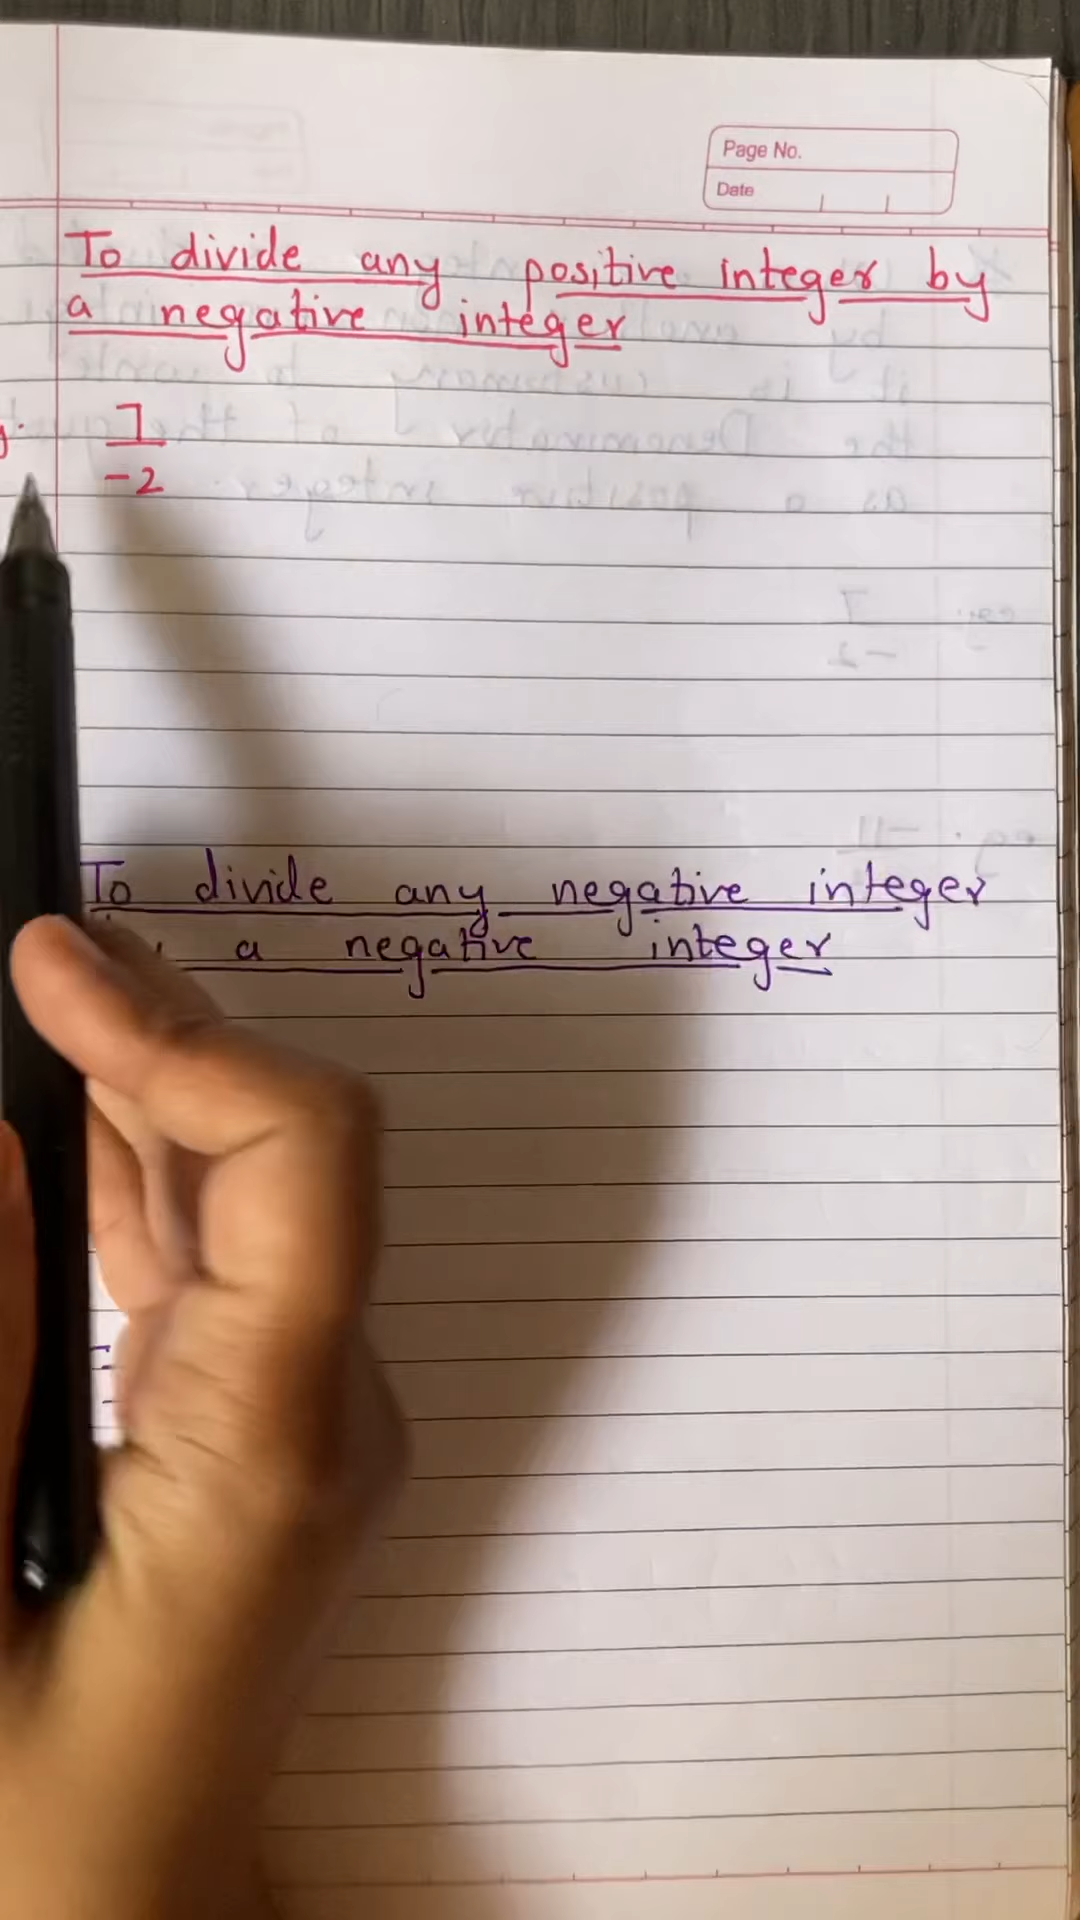 Page No.
Date
To divide any positive integer by
a negative integer
7
-2
To divide any negative integer
a negative integer